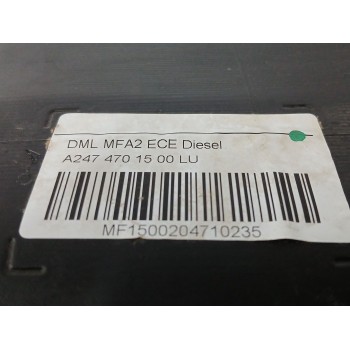 DML MFA2 ECE Diesel
A247 470 15 00 LU
MF1500204710235